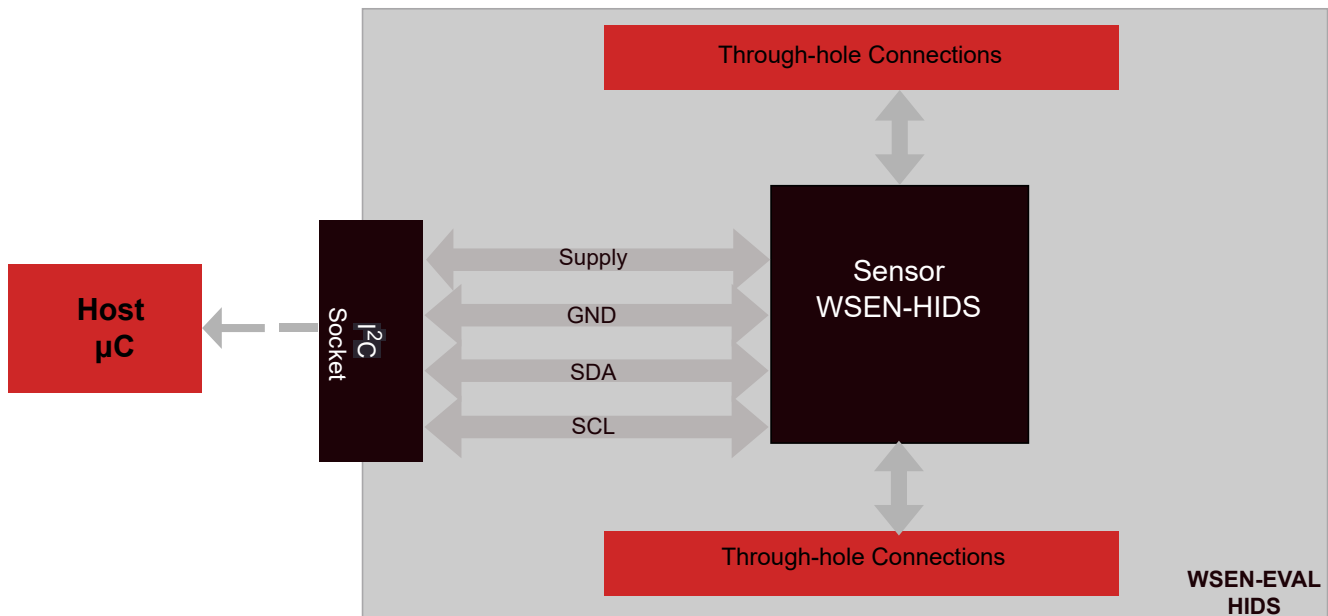 Through-hole Connections
Sensor
WSEN-HIDS
Supply
GND
SDA
SCL
Host
µC
I²C
Socket
Through-hole Connections
WSEN-EVAL
HIDS